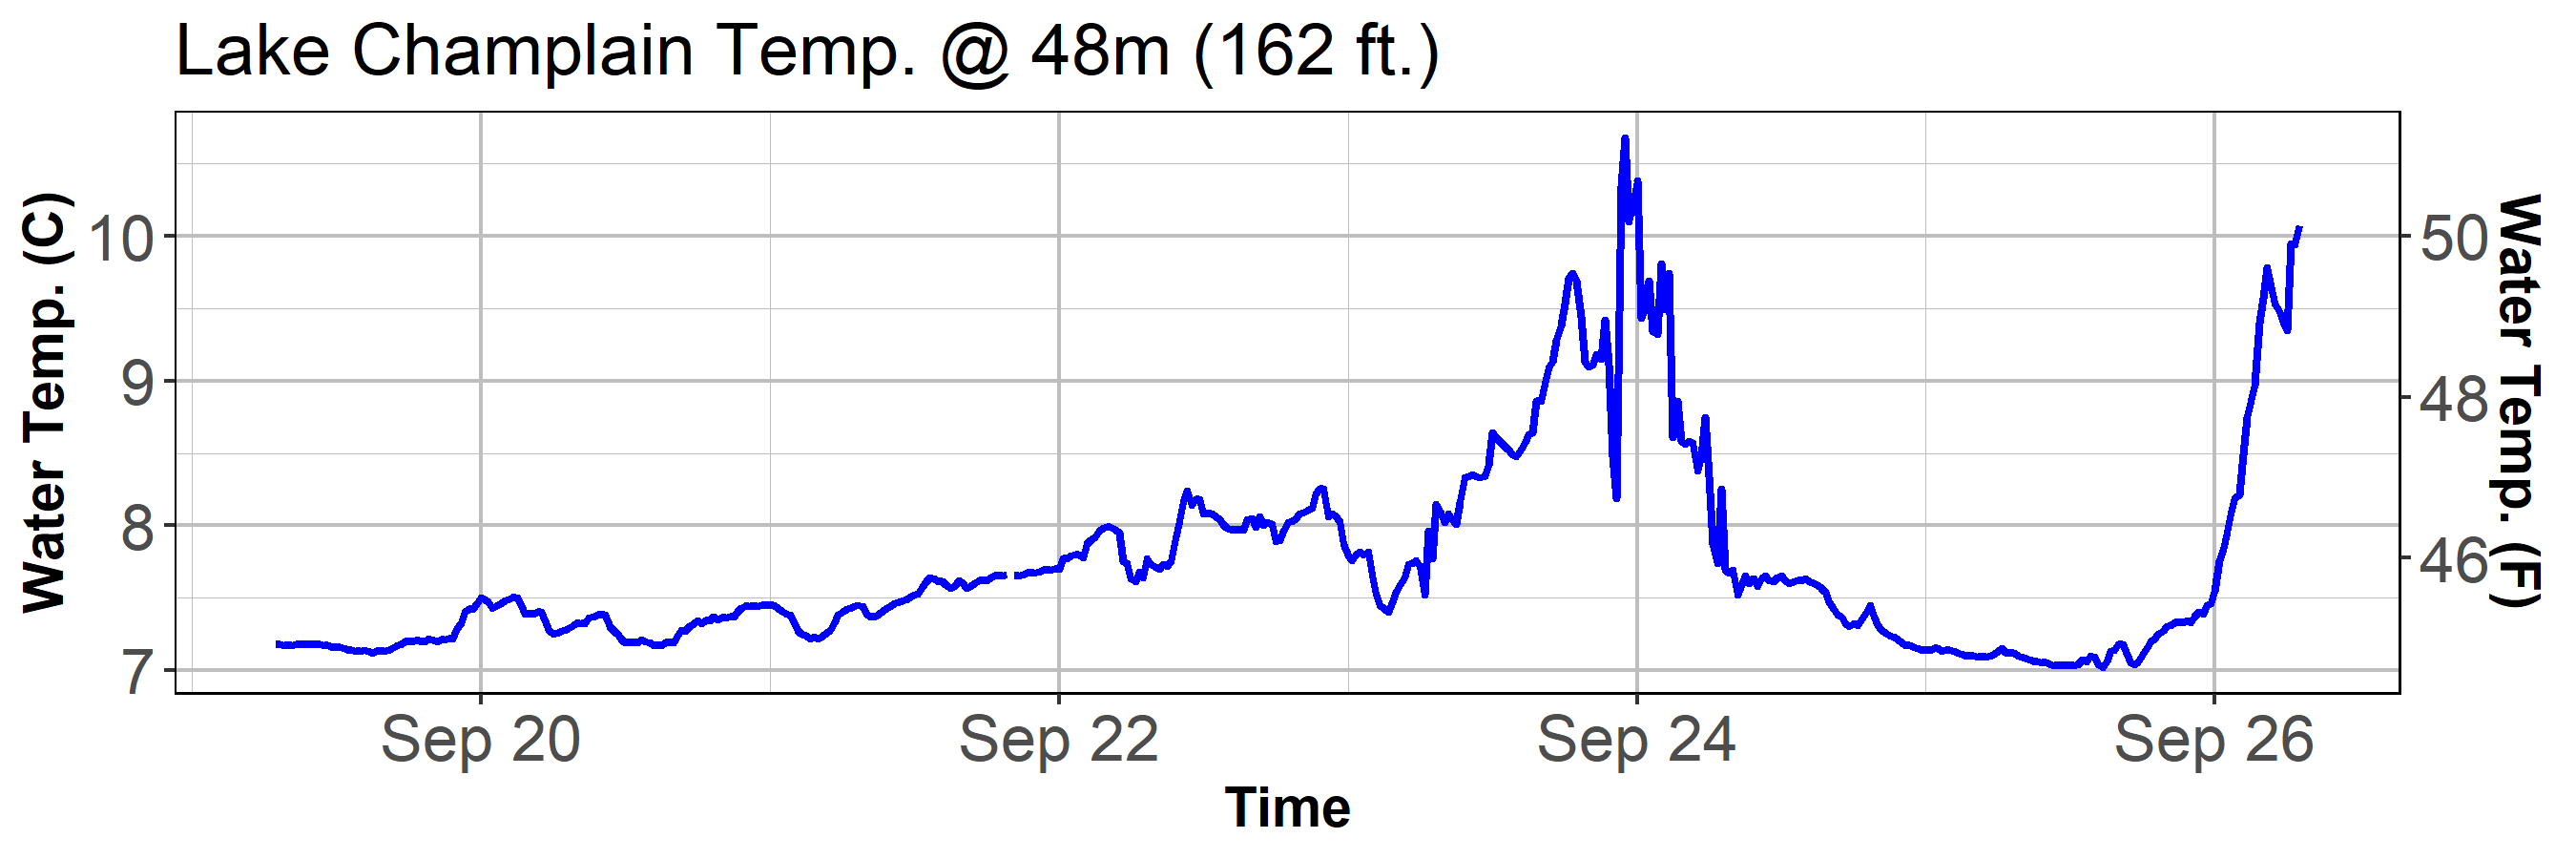 Lake Champlain Temp. @ 48m (162 ft.)
Water Temp. (C)
10
9
8
7
50
48
46
Water Temp. (F)
Sep 20 Sep 22 Sep 24 Sep 26
Time